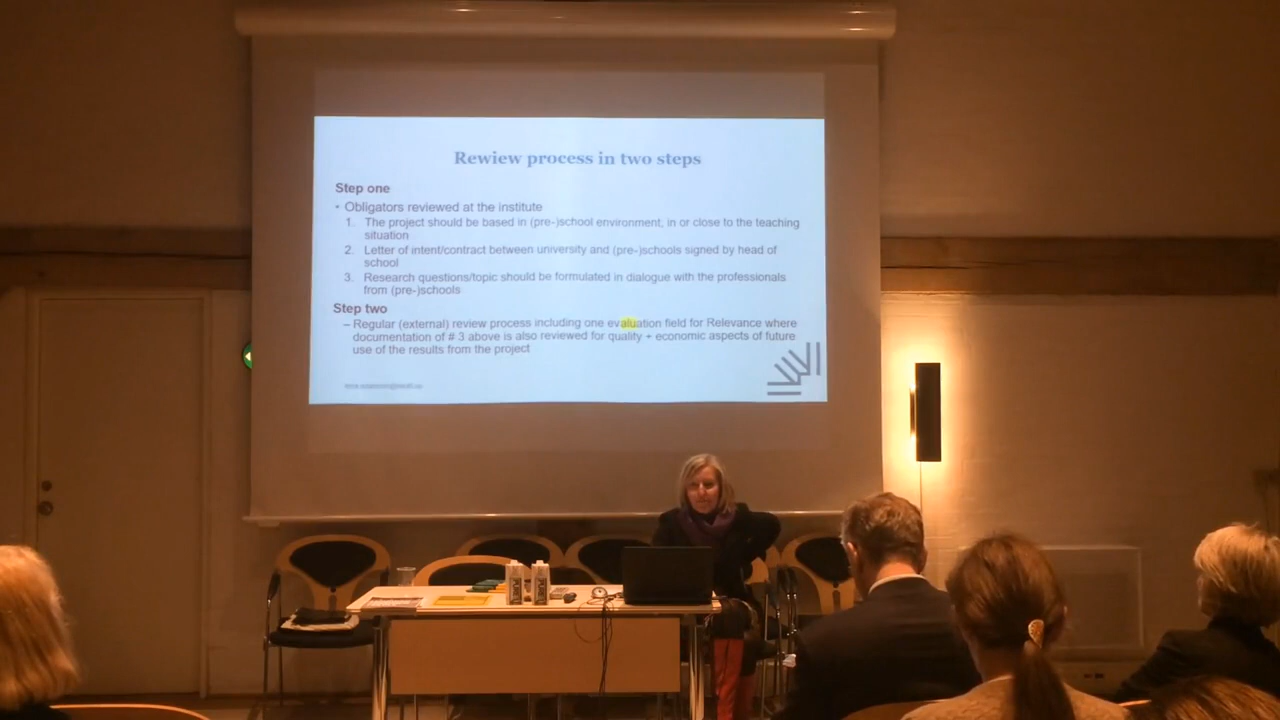 Rewiew process in two steps
Step one
• Obligators reviewed at the institute
1. The project should be based in (pre-)school environment, in or close to the teaching
situation
2. Letter of intent/contract between university and (pre-)schools signed by head of
school
3. Research questions/topic should be formulated in dialogue with the professionals
from (pre-)schools
Step two
– Regular (external) review process including one evaluation field for Relevance where
documentation of # 3 above is also reviewed for quality + economic aspects of future
use of the results from the project
PURE
PURE